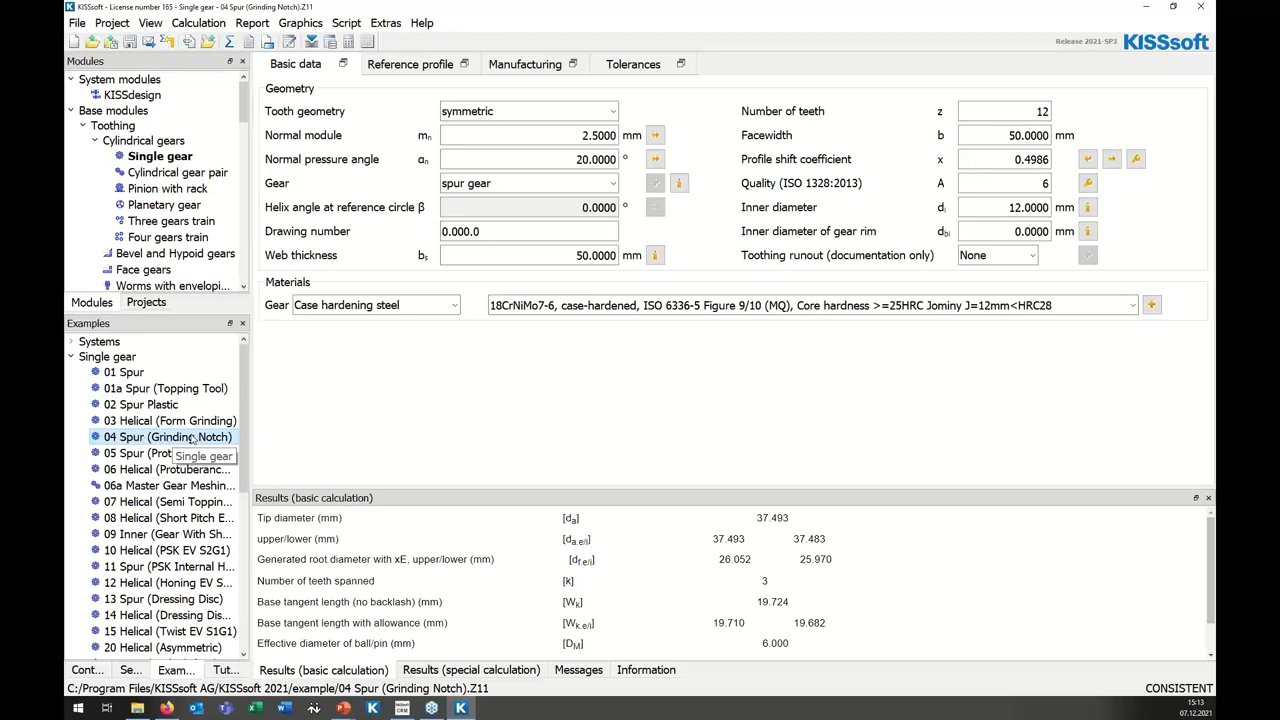 KISSsoft - License number 165 - Single gear - 04 Spur (Grinding Notch).Z11
File Project View Calculation Report Graphics Script Extras Help
Release 2021-SP3 KISSsoft
Modules
System modules
KISSdesign
Base modules
Toothing
Cylindrical gears
Single gear
Cylindrical gear pair
Pinion with rack
Planetary gear
Three gears train
Four gears train
Bevel and Hypoid gears
Face gears
Worms with envelopi...
Modules Projects
Examples
Systems
Single gear
01 Spur
01a Spur (Topping Tool)
02 Spur Plastic
03 Helical (Form Grinding)
04 Spur (Grinding Notch)
05 Spur (Prot
Single gear
06 Helical (Protuberanc...
06a Master Gear Meshin...
07 Helical (Semi Toppin...
08 Helical (Short Pitch E...
09 Inner (Gear With Sh...
10 Helical (PSK EV S2G1)
11 Spur (PSK Internal H...
12 Helical (Honing EV S...
13 Spur (Dressing Disc)
14 Helical (Dressing Dis...
15 Helical (Twist EV S1G1)
20 Helical (Asymmetric)
Cont... Se... Exam... Tut...
Basic data Reference profile Manufacturing Tolerances
Geometry
Tooth geometry symmetric Number of teeth z 12
Normal module mn 2.5000 mm Facewidth b 50.0000 mm
Normal pressure angle αn 20.0000 ° Profile shift coefficient x 0.4986
Gear spur gear Quality (ISO 1328:2013) A 6
Helix angle at reference circle β 0.0000 ° Inner diameter di 12.0000 mm
Drawing number 0.000.0 Inner diameter of gear rim dbi 0.0000 mm
Web thickness bs 50.0000 mm Toothing runout (documentation only) None
Materials
Gear Case hardening steel 18CrNiMo7-6, case-hardened, ISO 6336-5 Figure 9/10 (MQ), Core hardness >=25HRC Jominy J=12mm<HRC28
Results (basic calculation)
Tip diameter (mm) [da] 37.493
upper/lower (mm) [da.e/i] 37.493 37.483
Generated root diameter with xE, upper/lower (mm) [df.e/i] 26.052 25.970
Number of teeth spanned [k] 3
Base tangent length (no backlash) (mm) [Wk] 19.724
Base tangent length with allowance (mm) [Wk.e/i] 19.710 19.682
Effective diameter of ball/pin (mm) [DM] 6.000
Results (basic calculation) Results (special calculation) Messages Information
C:/Program Files/KISSsoft AG/KISSsoft 2021/example/04 Spur (Grinding Notch).Z11 CONSISTENT
15:13
07.12.2021